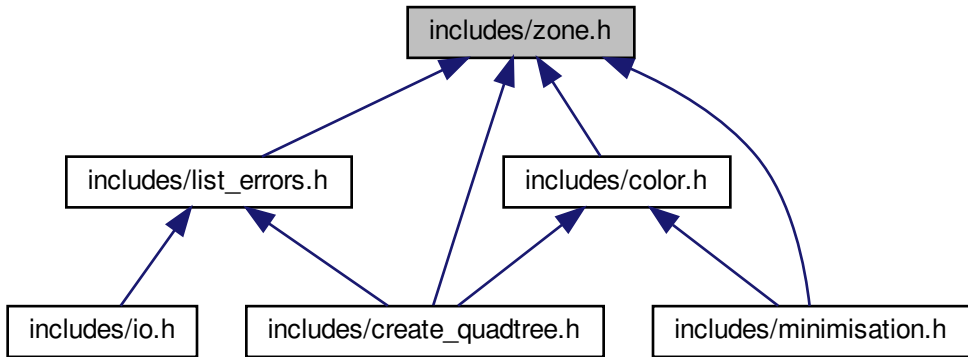 includes/zone.h
includes/list_errors.h
includes/color.h
includes/io.h
includes/create_quadtree.h
includes/minimisation.h